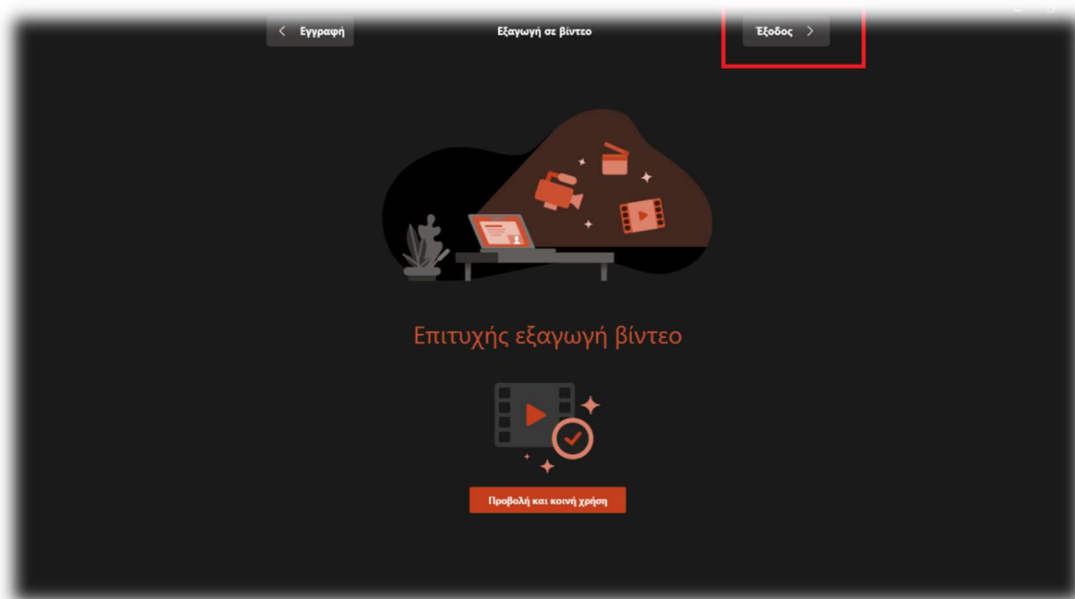 Εγγραφή
Εξαγωγή σε βίντεο
Έξοδος
Επιτυχής εξαγωγή βίντεο
Προβολή και κοινή χρήση